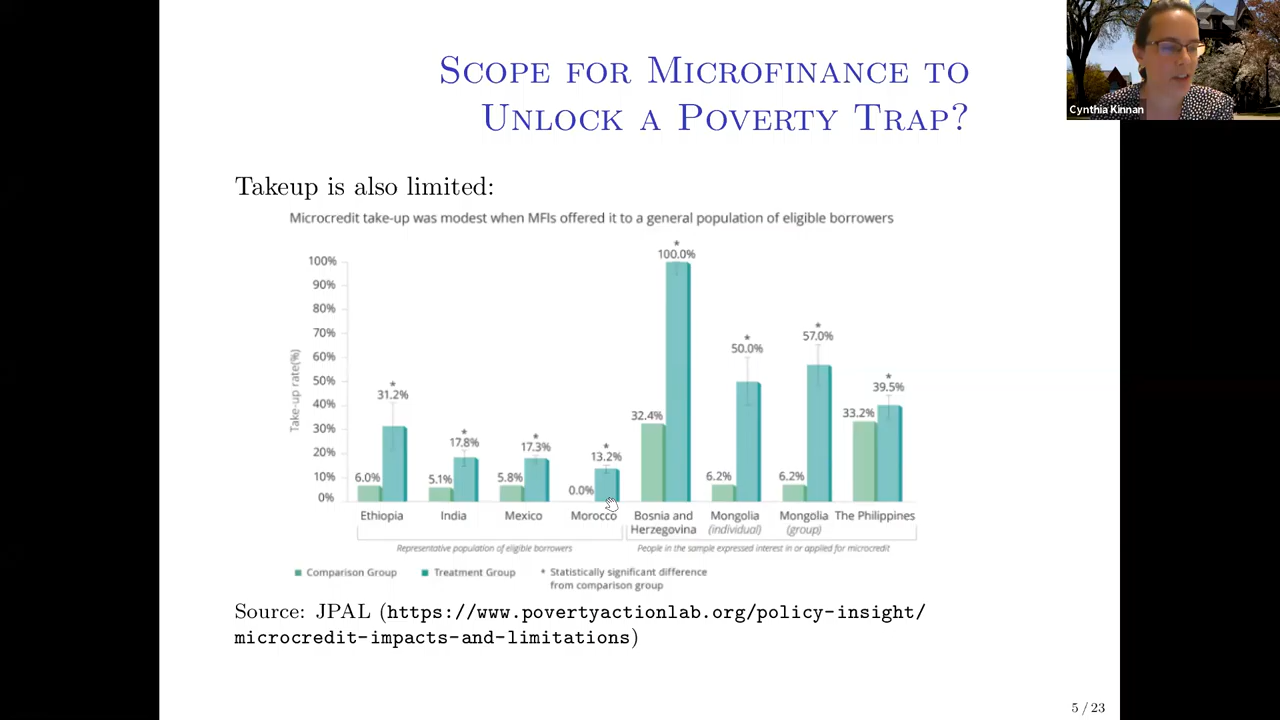 SCOPE FOR MICROFINANCE TO
UNLOCK A POVERTY TRAP?
Cynthia Kinnan
Takeup is also limited:
Microcredit take-up was modest when MFIs offered it to a general population of eligible borrowers
Take-up rate(%)
100%
90%
80%
70%
60%
50%
40%
30%
20%
10%
0%
6.0%
*
31.2%
5.1%
*
17.8%
5.8%
*
17.3%
0.0%
*
13.2%
32.4%
*
100.0%
6.2%
*
50.0%
6.2%
*
57.0%
33.2%
*
39.5%
Ethiopia
India
Mexico
Morocco
Bosnia and
Herzegovina
Mongolia
(individual)
Mongolia
(group)
The Philippines
Representative population of eligible borrowers
People in the sample expressed interest in or applied for microcredit
Comparison Group
Treatment Group
* Statistically significant difference
from comparison group
Source: JPAL (https://www.povertyactionlab.org/policy-insight/
microcredit-impacts-and-limitations)
5 / 23